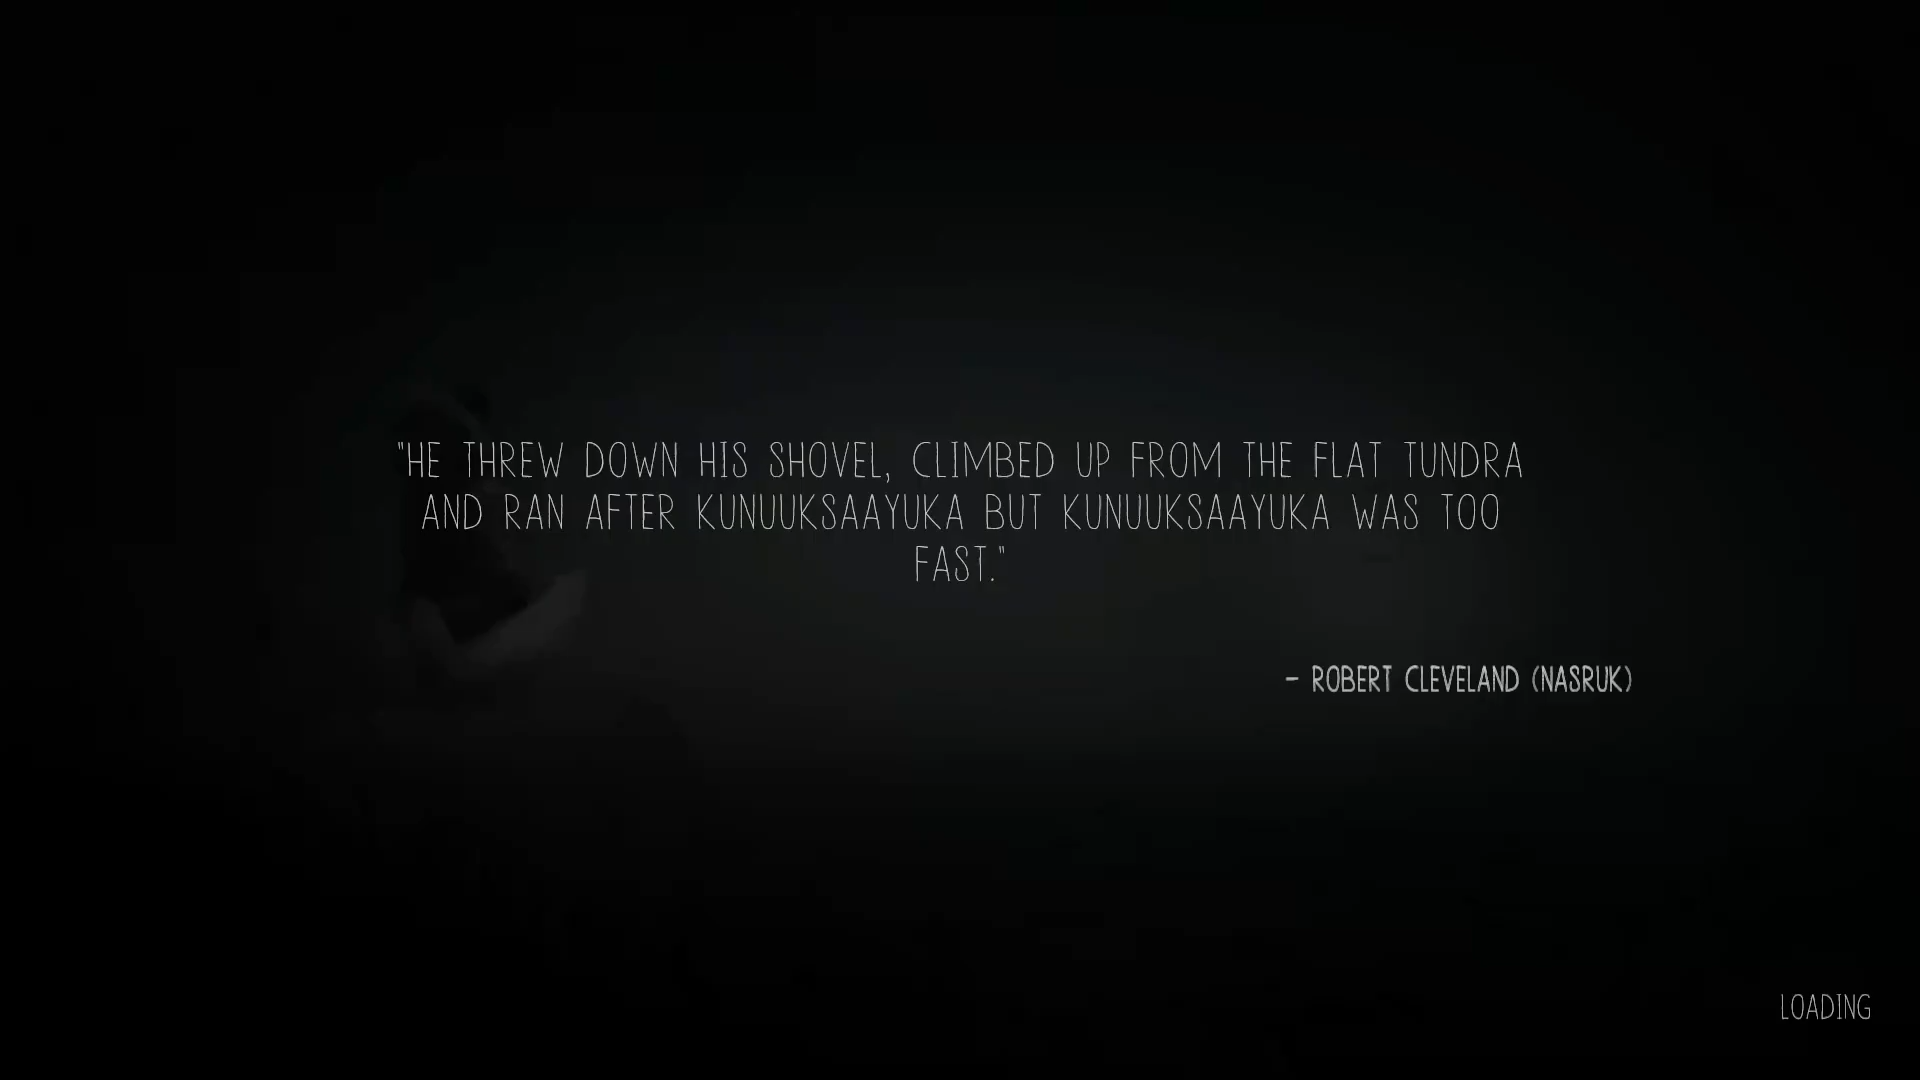 "HE THREW DOWN HIS SHOVEL, CLIMBED UP FROM THE FLAT TUNDRA
AND RAN AFTER KUNUUKSAAYUKA BUT KUNUUKSAAYUKA WAS TOO
FAST."
- ROBERT CLEVELAND (NASRUK)
LOADING